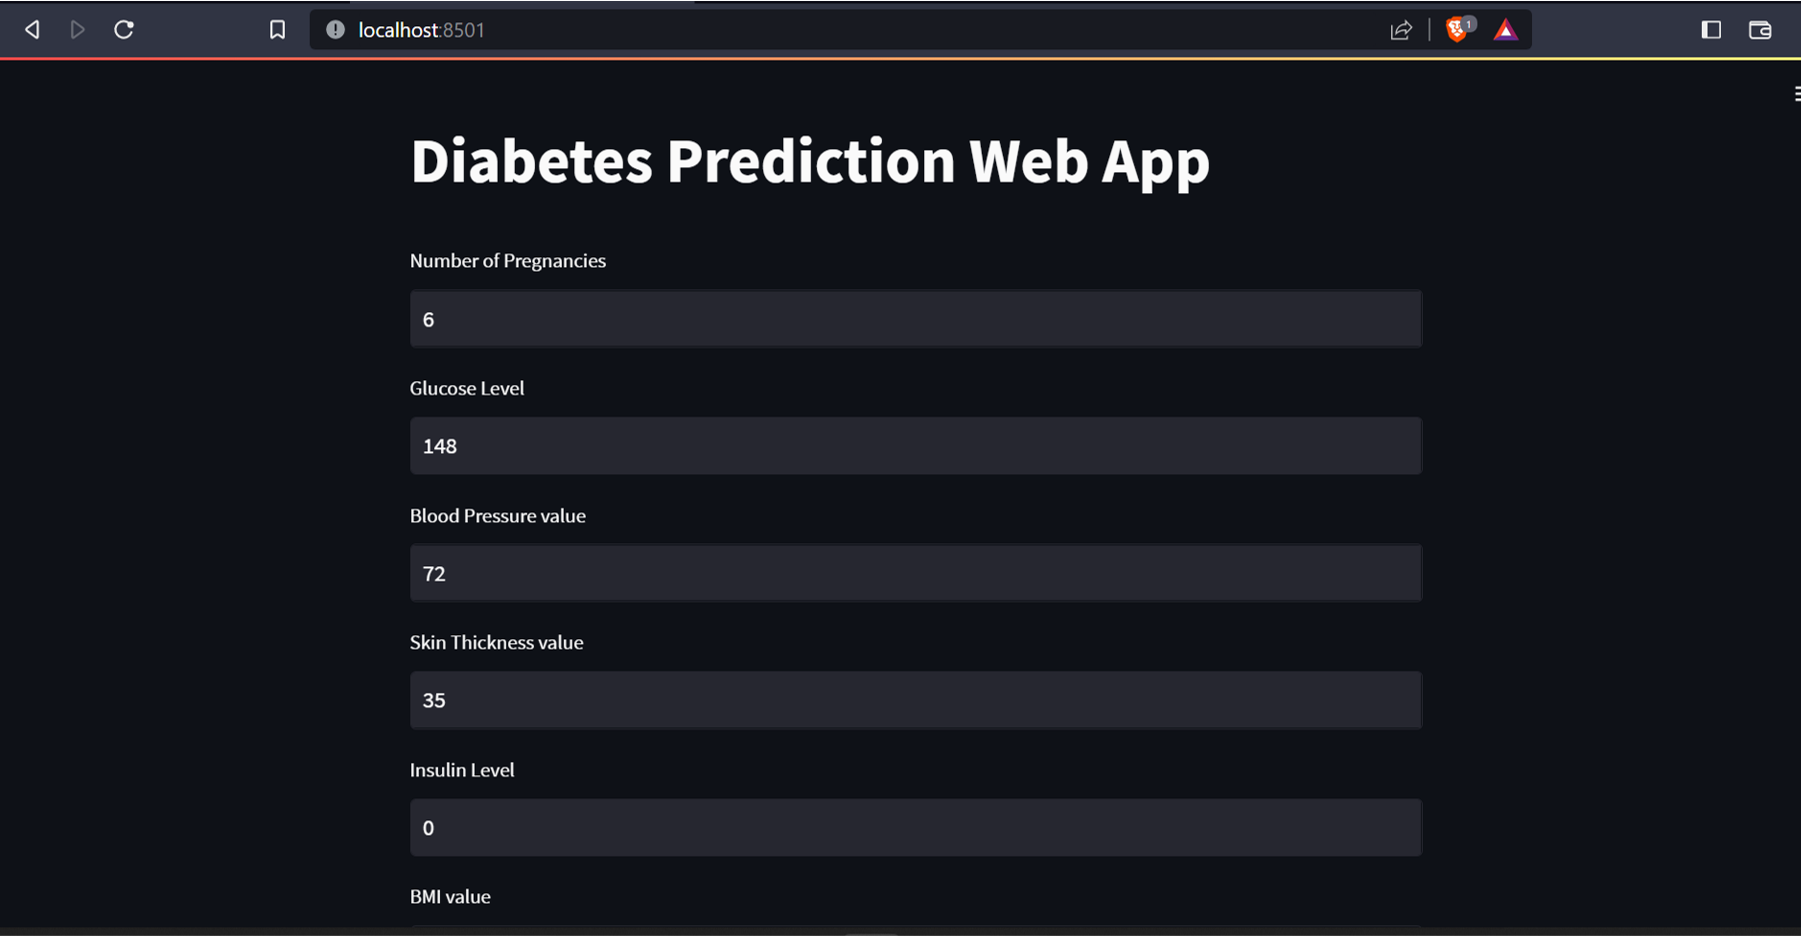 localhost:8501
1
Diabetes Prediction Web App
Number of Pregnancies
6
Glucose Level
148
Blood Pressure value
72
Skin Thickness value
35
Insulin Level
0
BMI value